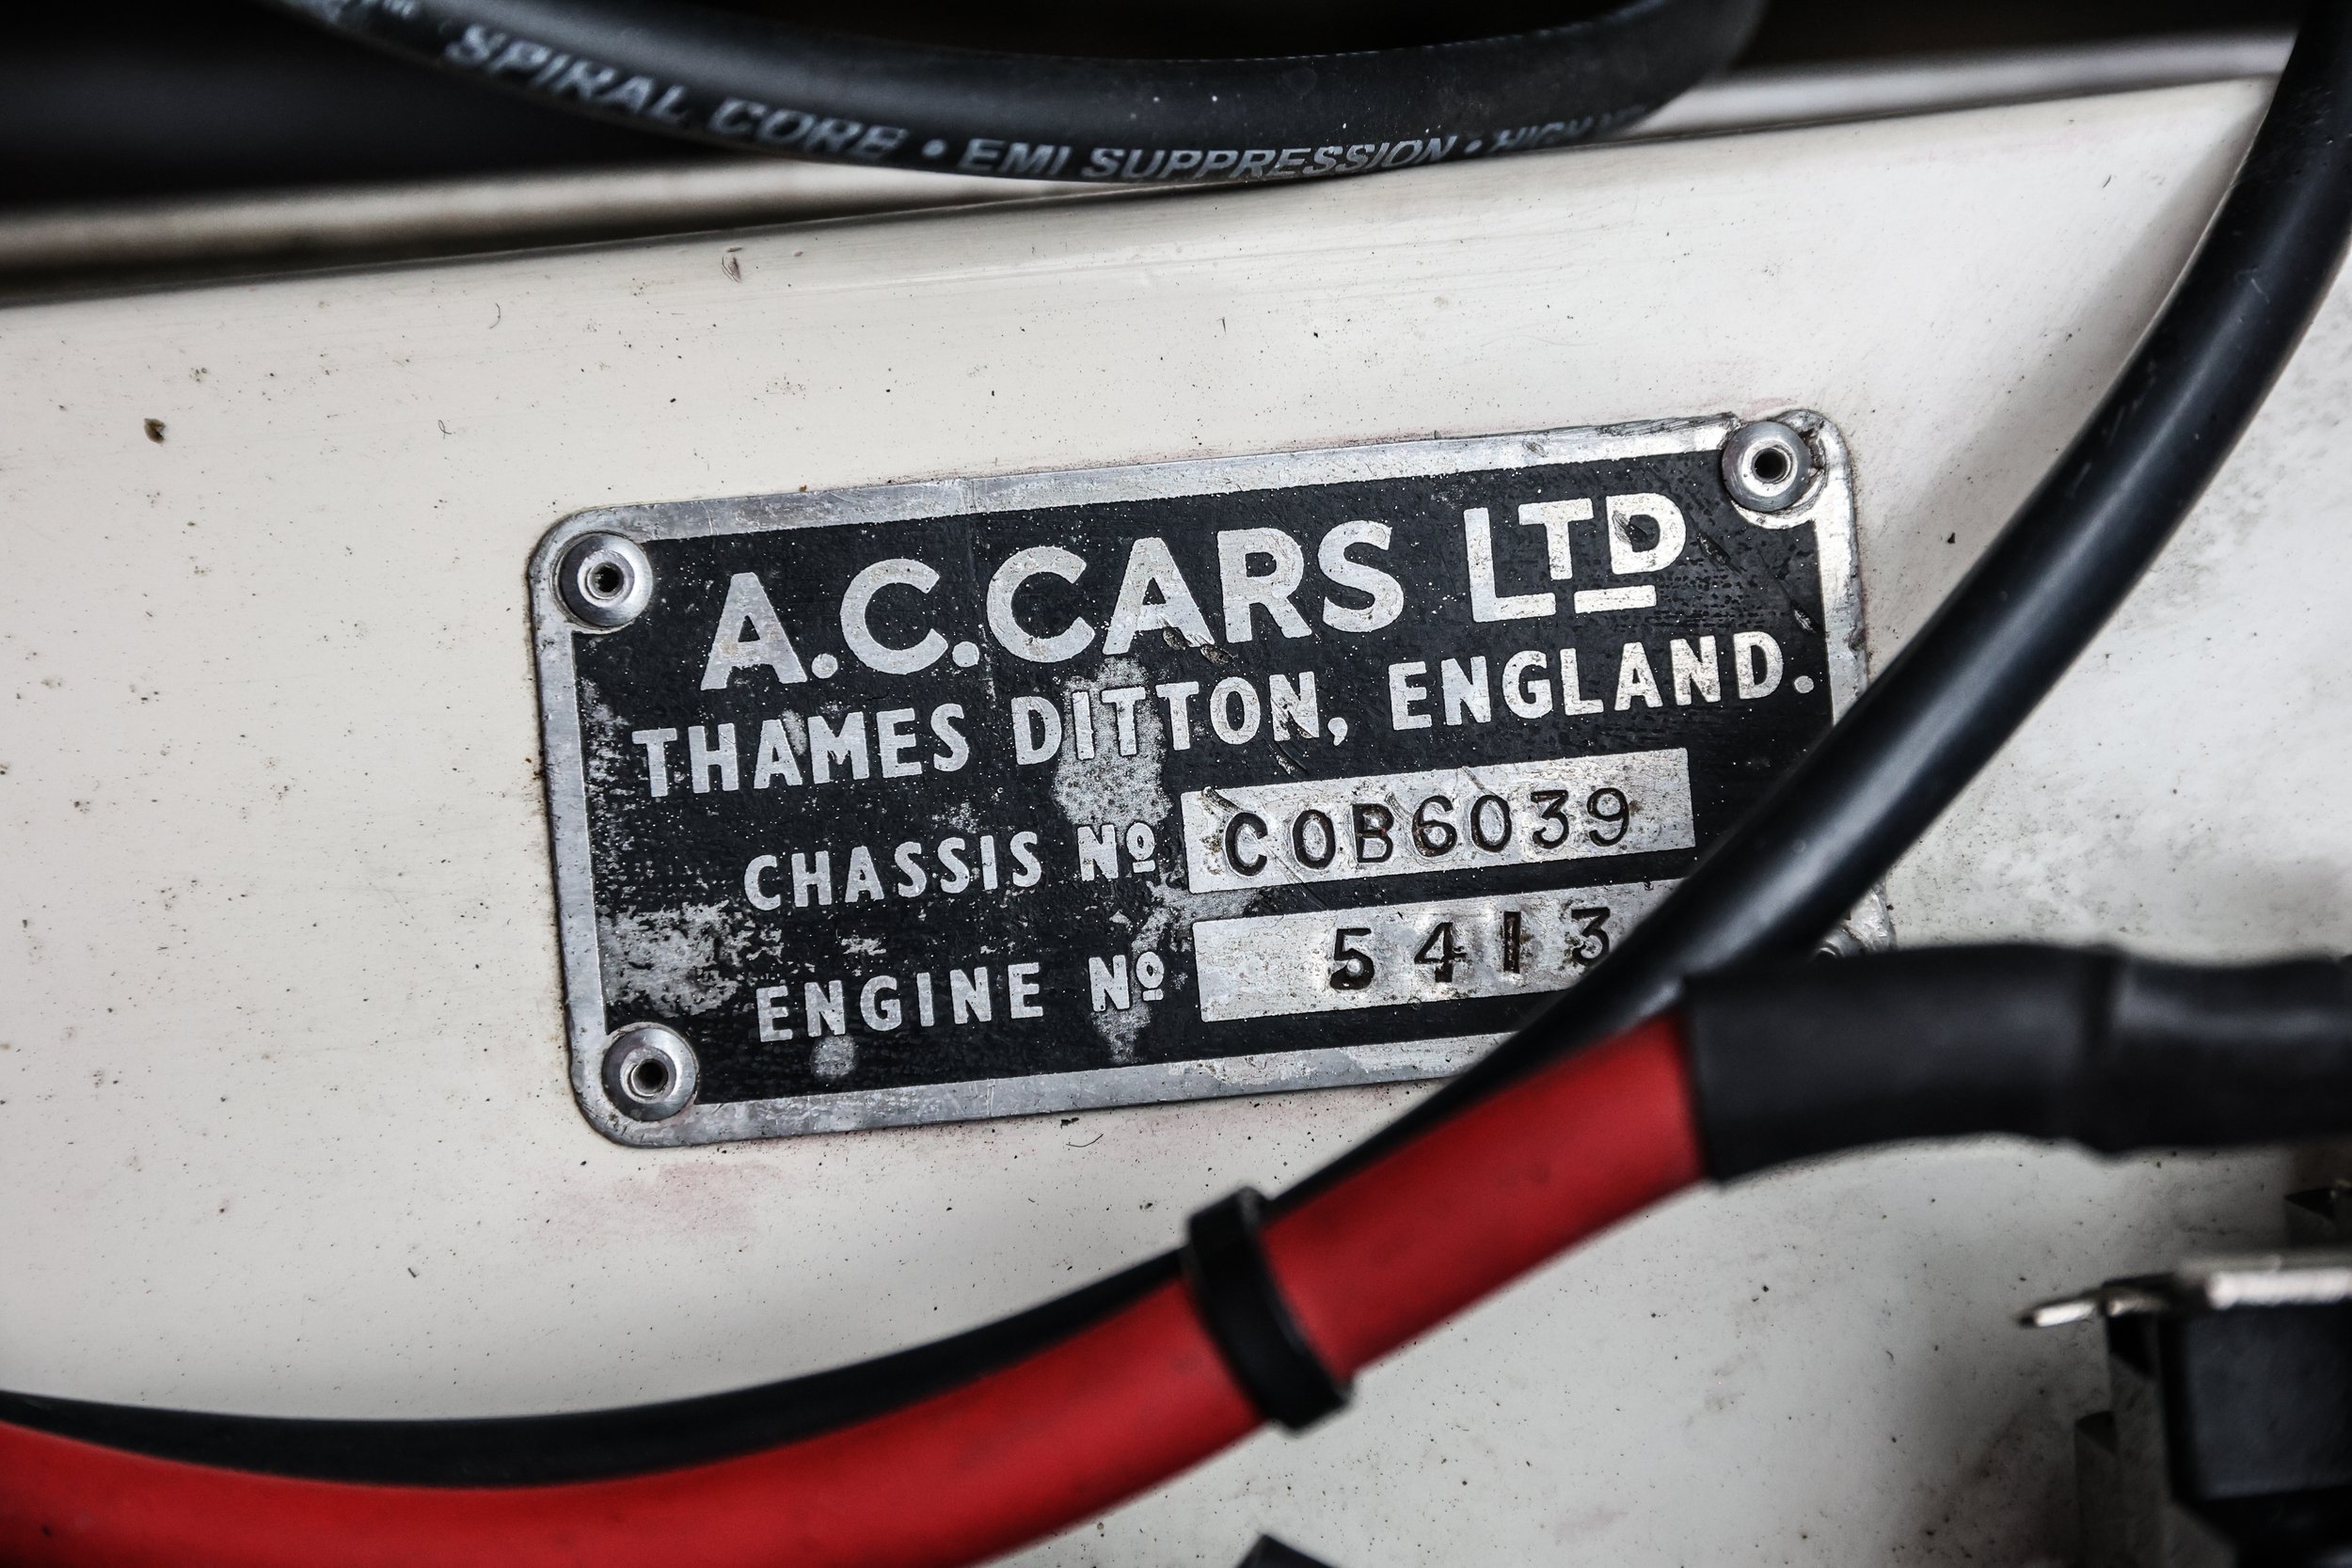 SPIRAL CORE • EMI SUPPRESSION •
A.C. CARS LTD
THAMES DITTON, ENGLAND.
CHASSIS Nº COB6039
ENGINE Nº 5413